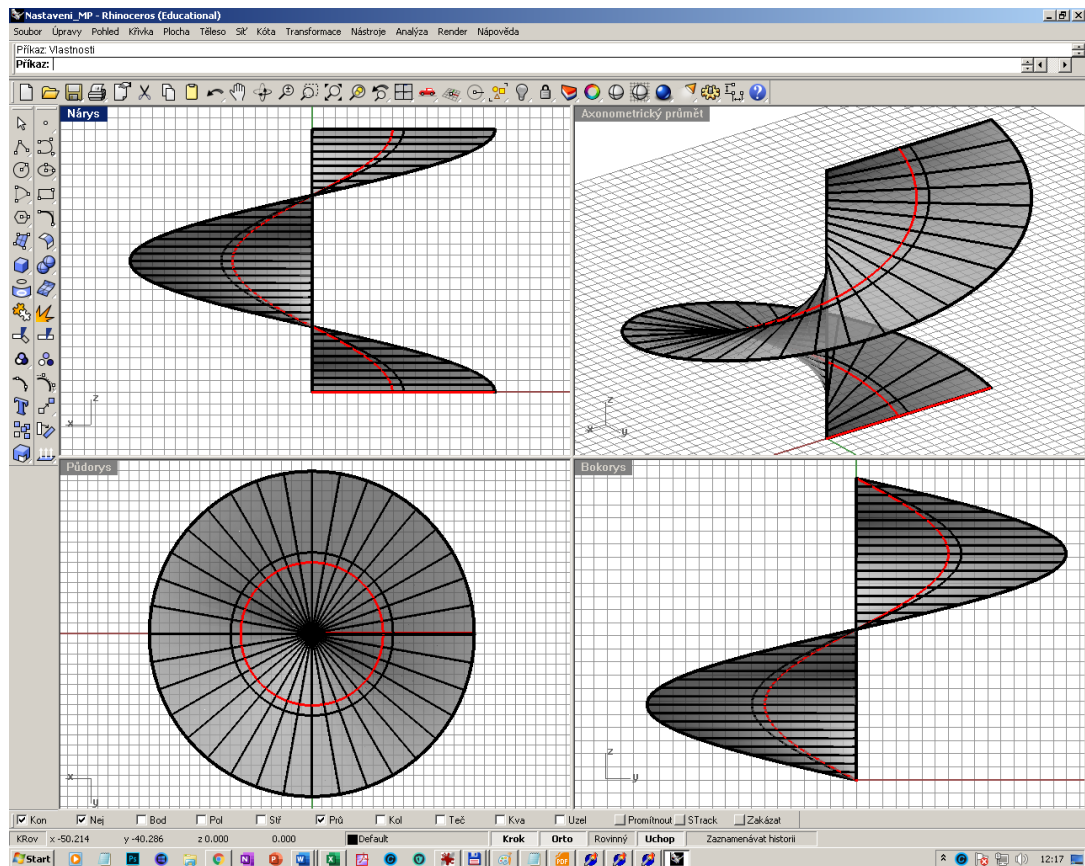 Nastaveni_MP - Rhinoceros (Educational)
Soubor Úpravy Pohled Křivka Plocha Těleso Síť Kóta Transformace Nástroje Analýza Render Nápověda
Příkaz: Vlastnosti
Příkaz:
Nárys
Axonometrický průmět
z
x
z
x
y
Půdorys
Bokorys
x
y
z
y
Kon Nej Bod Pol Stř Prů Kol Teč Kva Uzel Promítnout STrack Zakázat
KRov x -50.214 y -40.286 z 0.000 0.000 Default Krok Orto Rovinný Uchop Zaznamenávat historii
Start 12:17